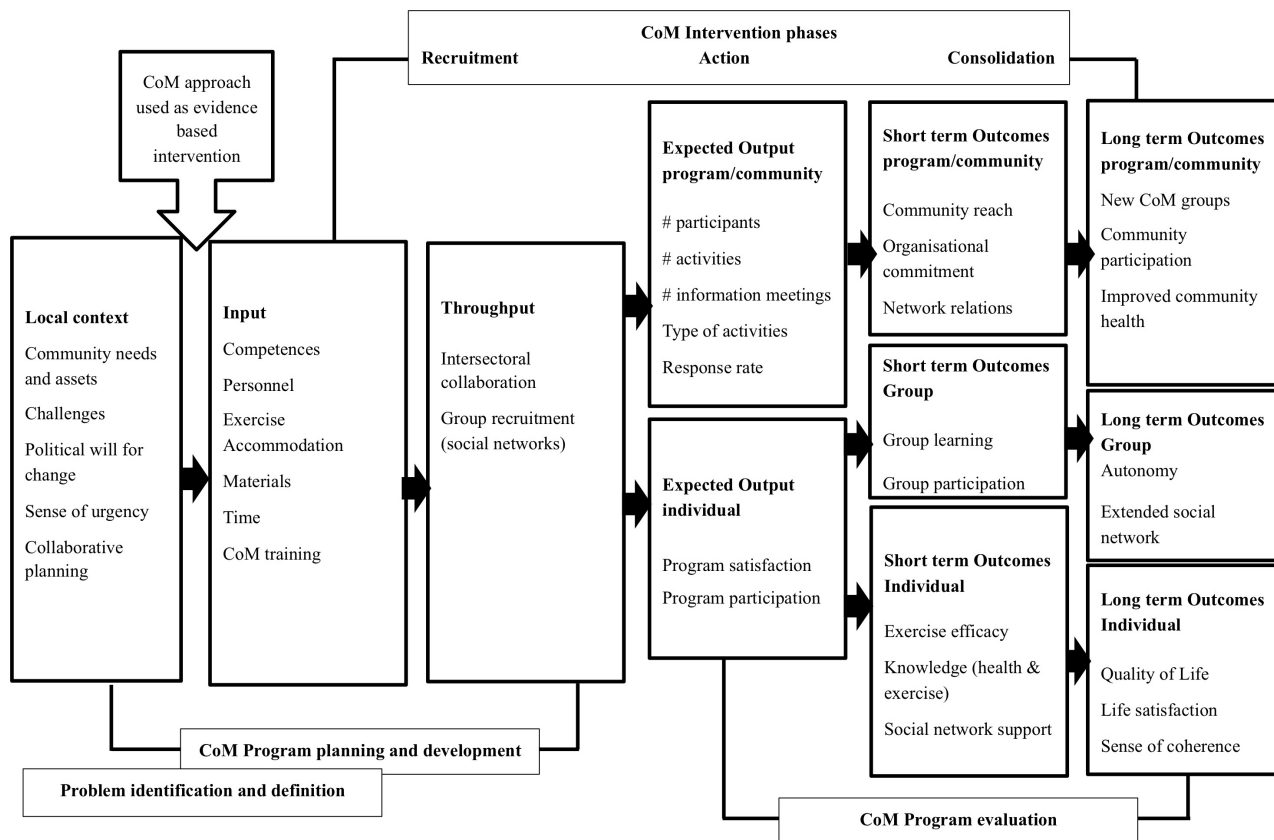 CoM Intervention phases
Recruitment Action Consolidation
CoM approach
used as evidence
based
intervention
Local context
Community needs
and assets
Challenges
Political will for
change
Sense of urgency
Collaborative
planning
Input
Competences
Personnel
Exercise
Accommodation
Materials
Time
CoM training
Throughput
Intersectoral
collaboration
Group recruitment
(social networks)
Expected Output
program/community
# participants
# activities
# information meetings
Type of activities
Response rate
Expected Output
individual
Program satisfaction
Program participation
Short term Outcomes
program/community
Community reach
Organisational
commitment
Network relations
Short term Outcomes
Group
Group learning
Group participation
Short term Outcomes
Individual
Exercise efficacy
Knowledge (health &
exercise)
Social network support
Long term Outcomes
program/community
New CoM groups
Community
participation
Improved community
health
Long term Outcomes
Group
Autonomy
Extended social
network
Long term Outcomes
Individual
Quality of Life
Life satisfaction
Sense of coherence
CoM Program planning and development
Problem identification and definition
CoM Program evaluation